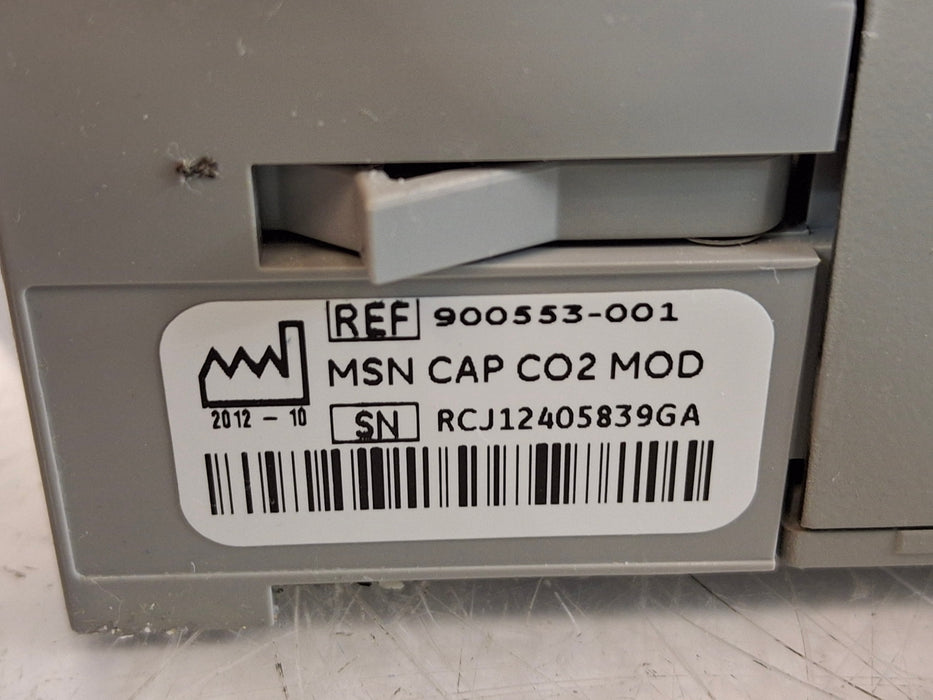 REF 900553-001
MSN CAP CO2 MOD
2012 - 10
SN RCJ12405839GA